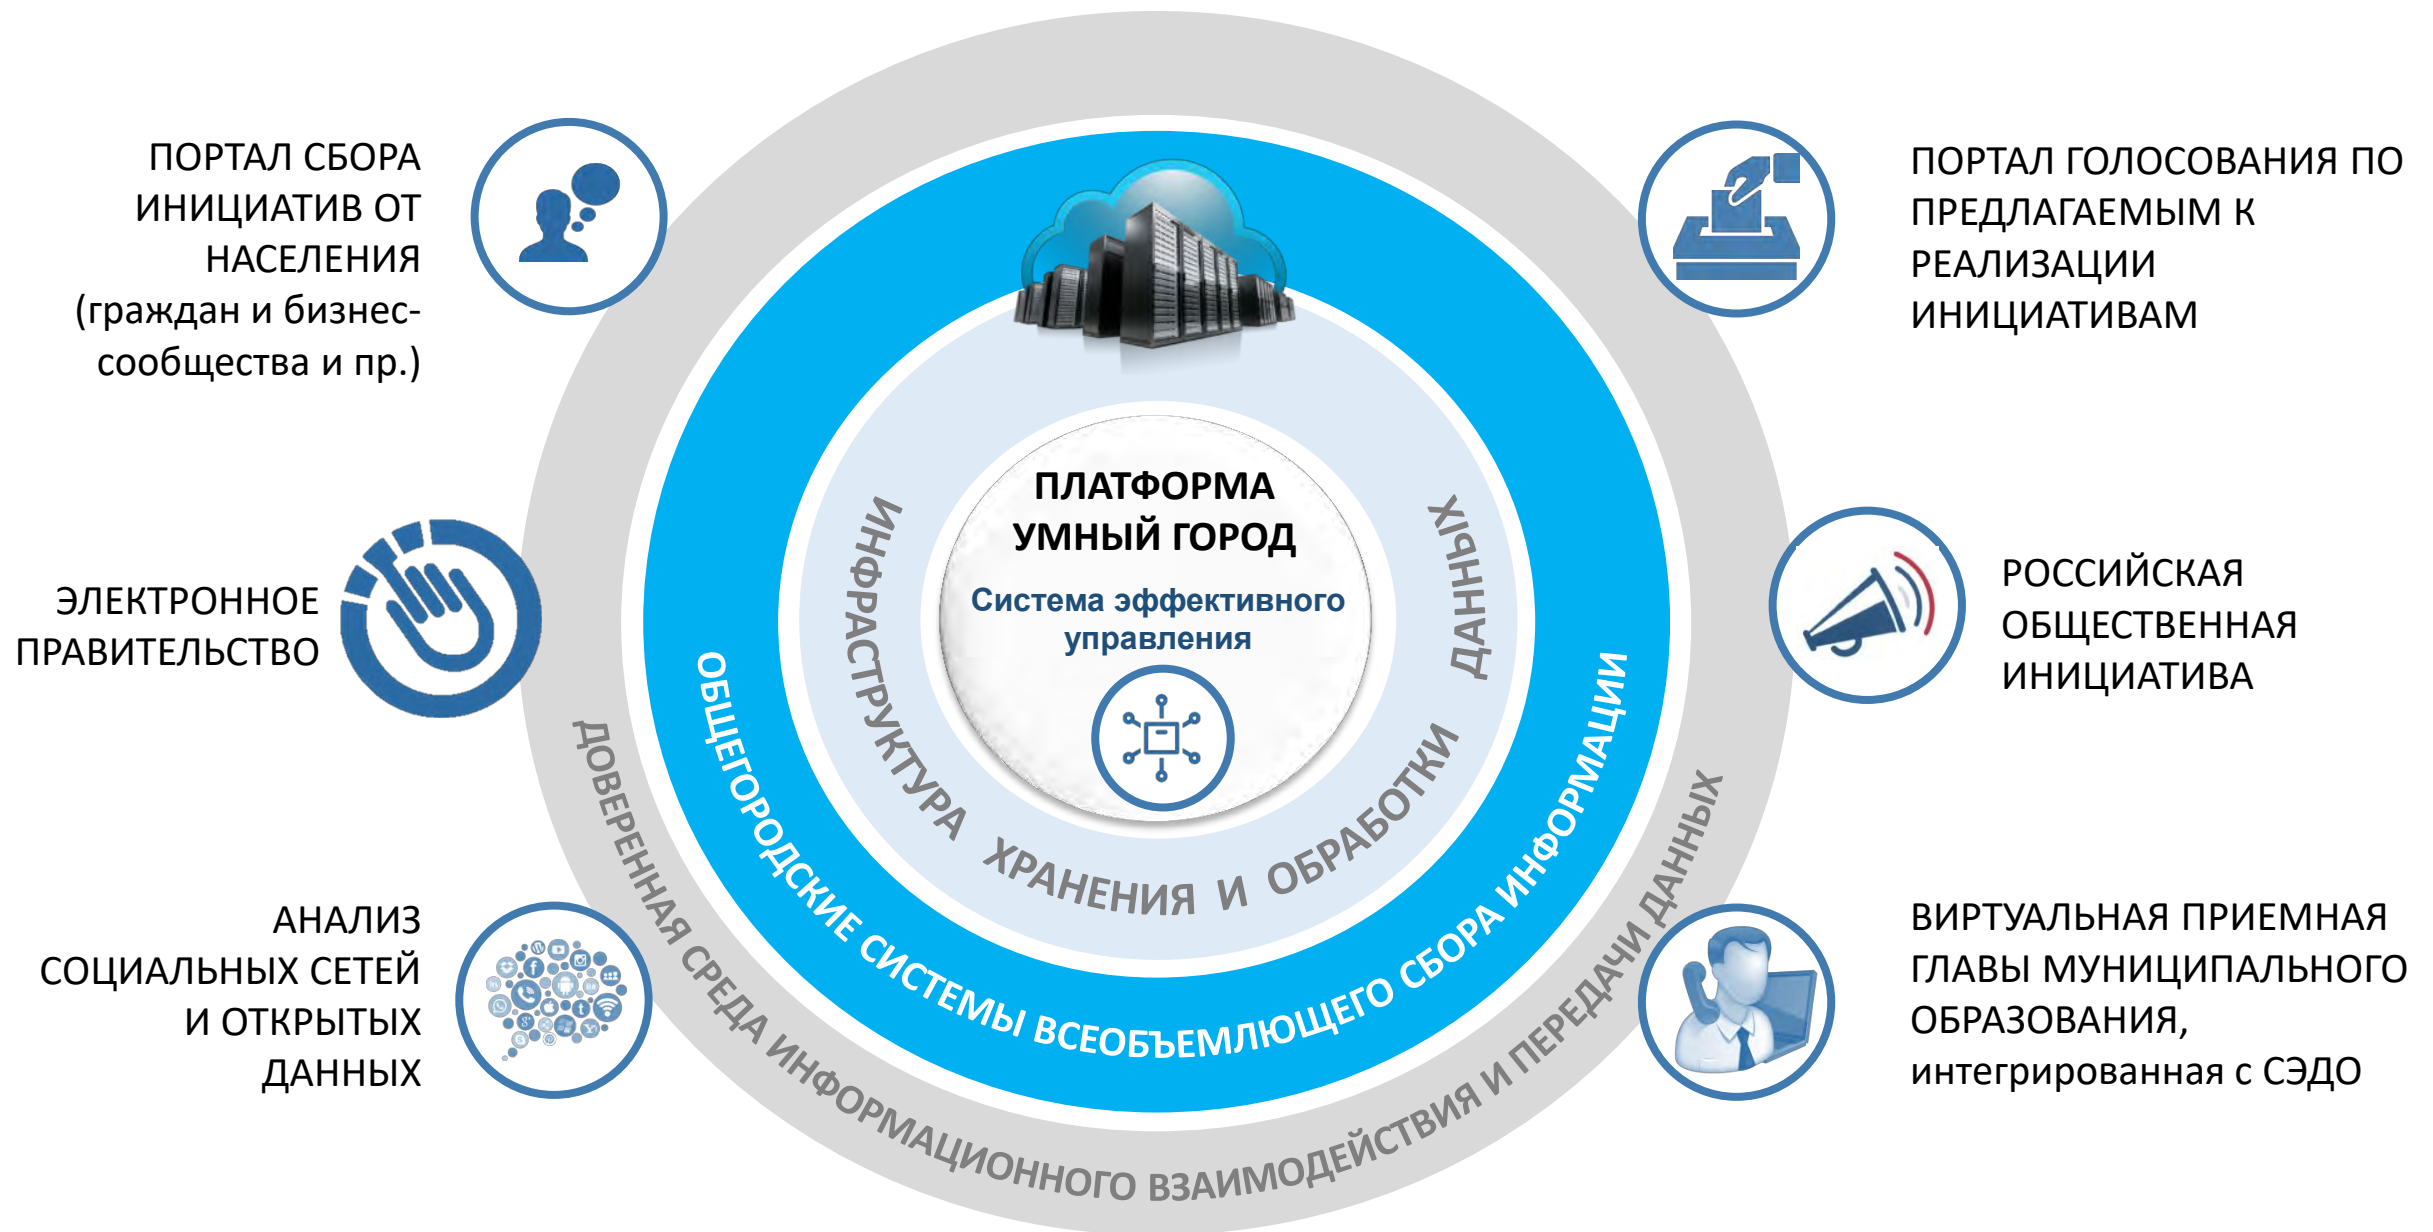 ПОРТАЛ СБОРА
ИНИЦИАТИВ ОТ
НАСЕЛЕНИЯ
(граждан и бизнес-
сообщества и пр.)
ЭЛЕКТРОННОЕ
ПРАВИТЕЛЬСТВО
АНАЛИЗ
СОЦИАЛЬНЫХ СЕТЕЙ
И ОТКРЫТЫХ
ДАННЫХ
ПЛАТФОРМА
УМНЫЙ ГОРОД
Система эффективного
управления
ИНФРАСТРУКТУРА ХРАНЕНИЯ И ОБРАБОТКИ ДАННЫХ
ОБЩЕГОРОДСКИЕ СИСТЕМЫ ВСЕОБЪЕМЛЮЩЕГО СБОРА ИНФОРМАЦИИ
ДОВЕРЕННАЯ СРЕДА ИНФОРМАЦИОННОГО ВЗАИМОДЕЙСТВИЯ И ПЕРЕДАЧИ ДАННЫХ
ПОРТАЛ ГОЛОСОВАНИЯ ПО
ПРЕДЛАГАЕМЫМ К
РЕАЛИЗАЦИИ
ИНИЦИАТИВАМ
РОССИЙСКАЯ
ОБЩЕСТВЕННАЯ
ИНИЦИАТИВА
ВИРТУАЛЬНАЯ ПРИЕМНАЯ
ГЛАВЫ МУНИЦИПАЛЬНОГО
ОБРАЗОВАНИЯ,
интегрированная с СЭДО